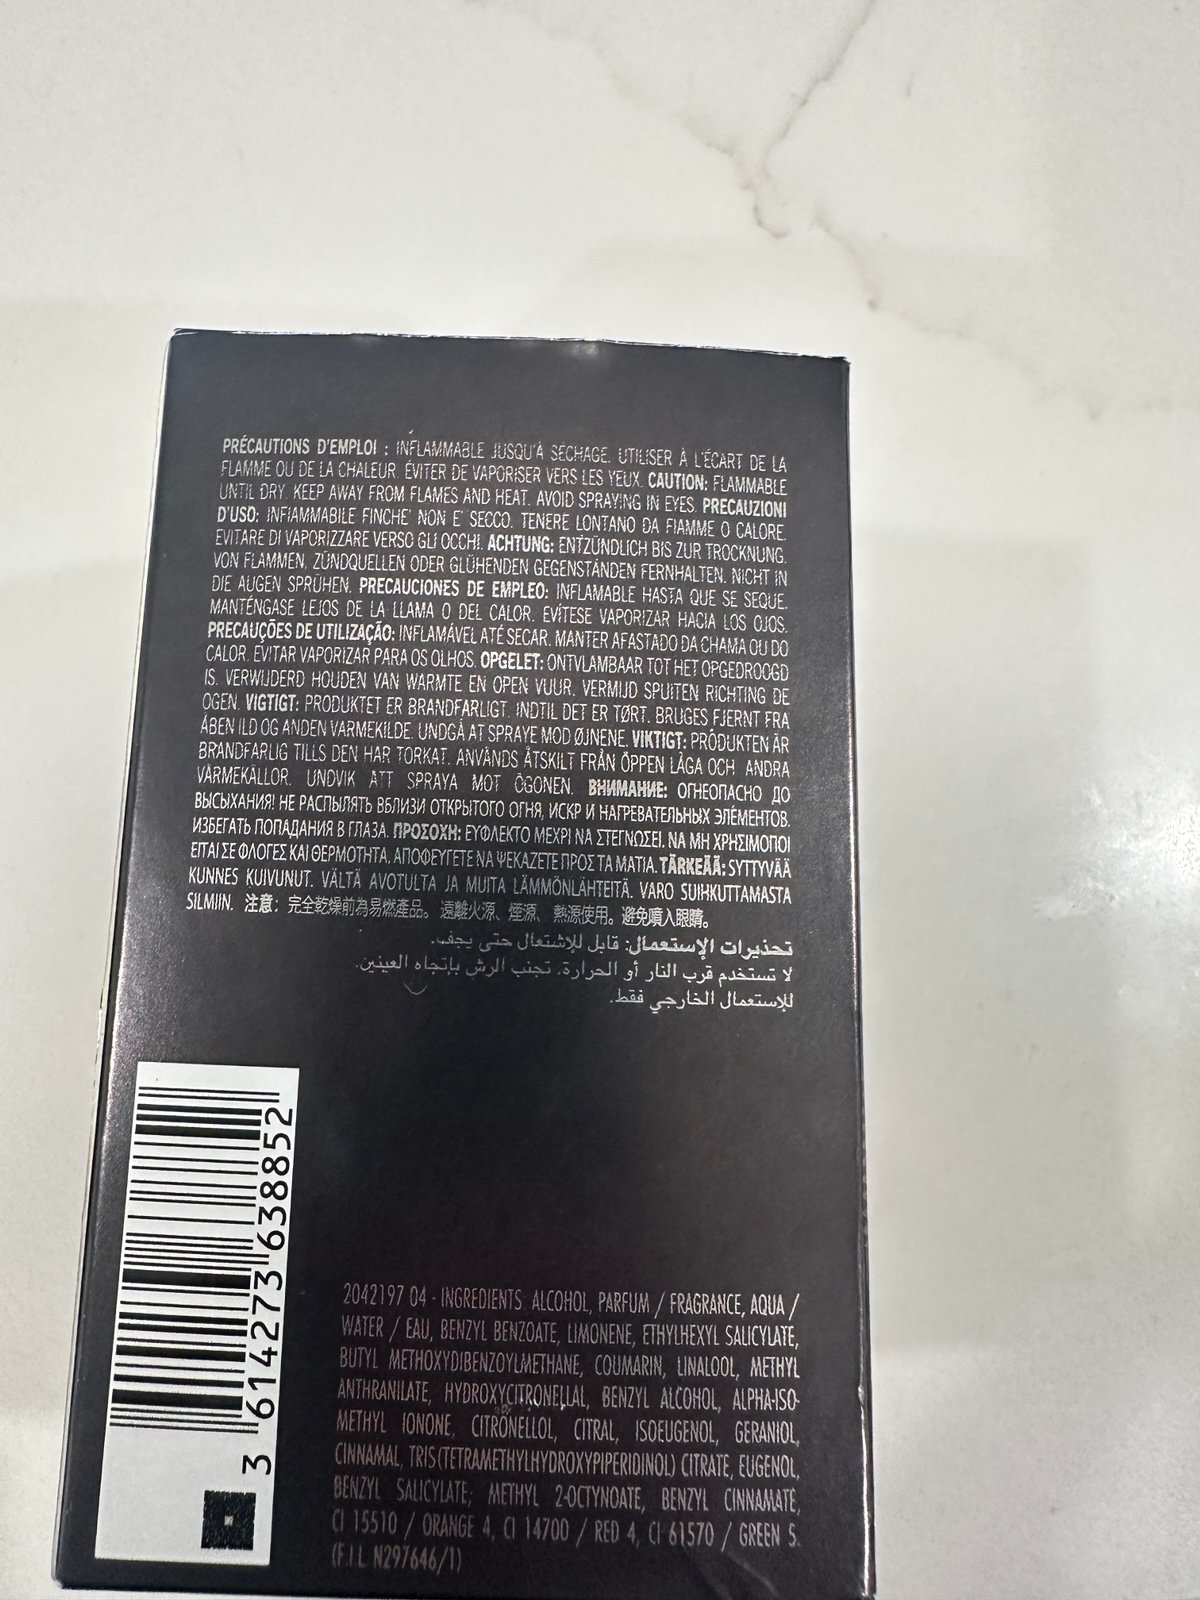 PRÉCAUTIONS D'EMPLOI : INFLAMMABLE JUSQU'À SÉCHAGE. UTILISER À L'ÉCART DE LA
FLAMME OU DE LA CHALEUR. ÉVITER DE VAPORISER VERS LES YEUX. CAUTION: FLAMMABLE
UNTIL DRY. KEEP AWAY FROM FLAMES AND HEAT. AVOID SPRAYING IN EYES. PRECAUZIONI
D'USO: INFIAMMABILE FINCHE' NON E' SECCO. TENERE LONTANO DA FIAMME O CALORE.
EVITARE DI VAPORIZZARE VERSO GLI OCCHI. ACHTUNG: ENTZÜNDLICH BIS ZUR TROCKNUNG.
VON FLAMMEN, ZÜNDQUELLEN ODER GLÜHENDEN GEGENSTÄNDEN FERNHALTEN. NICHT IN
DIE AUGEN SPRÜHEN. PRECAUCIONES DE EMPLEO: INFLAMABLE HASTA QUE SE SEQUE.
MANTÉNGASE LEJOS DE LA LLAMA O DEL CALOR. EVÍTESE VAPORIZAR HACIA LOS OJOS.
PRECAUÇÕES DE UTILIZAÇÃO: INFLAMÁVEL ATÉ SECAR. MANTER AFASTADO DA CHAMA OU DO
CALOR. EVITAR VAPORIZAR PARA OS OLHOS. OPGELET: ONTVLAMBAAR TOT HET OPGEDROOGD
IS. VERWIJDERD HOUDEN VAN WARMTE EN OPEN VUUR. VERMIJD SPUITEN RICHTING DE
OGEN. VIGTIGT: PRODUKTET ER BRANDFARLIGT. INDTIL DET ER TØRT. BRUGES FJERNT FRA
ÅBEN ILD OG ANDEN VARMEKILDE. UNDGÅ AT SPRAYE MOD ØJNENE. VIKTIGT: PRODUKTEN ÄR
BRANDFARLIG TILLS DEN HAR TORKAT. ANVÄNDS ÅTSKILT FRÅN ÖPPEN LÅGA OCH ANDRA
VÄRMEKÄLLOR. UNDVIK ATT SPRAYA MOT ÖGONEN. ВНИМАНИЕ: ОГНЕОПАСНО ДО
ВЫСЫХАНИЯ! НЕ РАСПЫЛЯТЬ ВБЛИЗИ ОТКРЫТОГО ОГНЯ, ИСКР И НАГРЕВАТЕЛЬНЫХ ЭЛЕМЕНТОВ.
ИЗБЕГАТЬ ПОПАДАНИЯ В ГЛАЗА. ΠΡΟΣΟΧΗ: ΕΥΦΛΕΚΤΟ ΜΕΧΡΙ ΝΑ ΣΤΕΓΝΩΣΕΙ. ΝΑ ΜΗ ΧΡΗΣΙΜΟΠΟΙ
ΕΙΤΑΙ ΣΕ ΦΛΟΓΕΣ ΚΑΙ ΘΕΡΜΟΤΗΤΑ. ΑΠΟΦΕΥΓΕΤΕ ΝΑ ΨΕΚΑΖΕΤΕ ΠΡΟΣ ΤΑ ΜΑΤΙΑ. TÄRKEÄÄ: SYTTYVÄÄ
KUNNES KUIVUNUT. VÄLTÄ AVOTULTA JA MUITA LÄMMÖNLÄHTEITÄ. VARO SUIHKUTTAMASTA
SILMIIN. 注意: 完全乾燥前為易燃產品。 遠離火源、煙源、 熱源使用。避免噴入眼睛。
تحذيرات الإستعمال: قابل للإشتعال حتى يجف.
لا تستخدم قرب النار أو الحرارة. تجنب الرش بإتجاه العينين.
للإستعمال الخارجي فقط.
3 614273 638852
2042197 04 - INGREDIENTS ALCOHOL, PARFUM / FRAGRANCE, AQUA /
WATER / EAU, BENZYL BENZOATE, LIMONENE, ETHYLHEXYL SALICYLATE,
BUTYL METHOXYDIBENZOYLMETHANE, COUMARIN, LINALOOL, METHYL
ANTHRANILATE, HYDROXYCITRONELLAL, BENZYL ALCOHOL, ALPHA-ISO-
METHYL IONONE, CITRONELLOL, CITRAL, ISOEUGENOL, GERANIOL,
CINNAMAL, TRIS(TETRAMETHYLHYDROXYPIPERIDINOL) CITRATE, EUGENOL,
BENZYL SALICYLATE, METHYL 2-OCTYNOATE, BENZYL CINNAMATE,
CI 15510 / ORANGE 4, CI 14700 / RED 4, CI 61570 / GREEN 5.
(F.I.L. N297646/1)